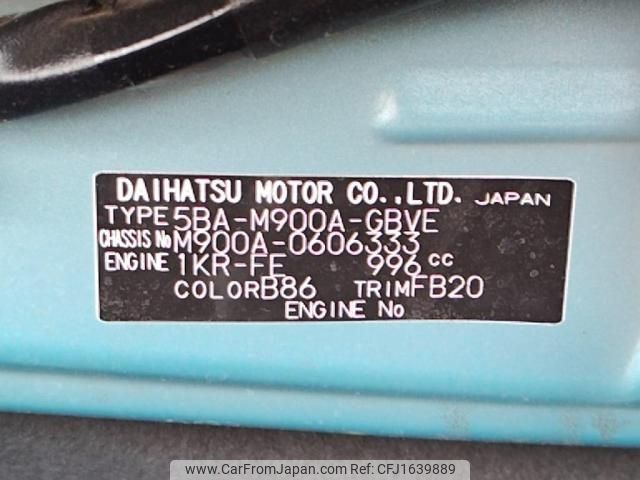 DAIHATSU MOTOR CO.,LTD. JAPAN
TYPE 5BA-M900A-GBVE
CHASSIS No M900A-0606333
ENGINE 1KR-FE 996 cc
COLOR B86 TRIM FB20
ENGINE No
www.carfromjapan.com CFJ1639889